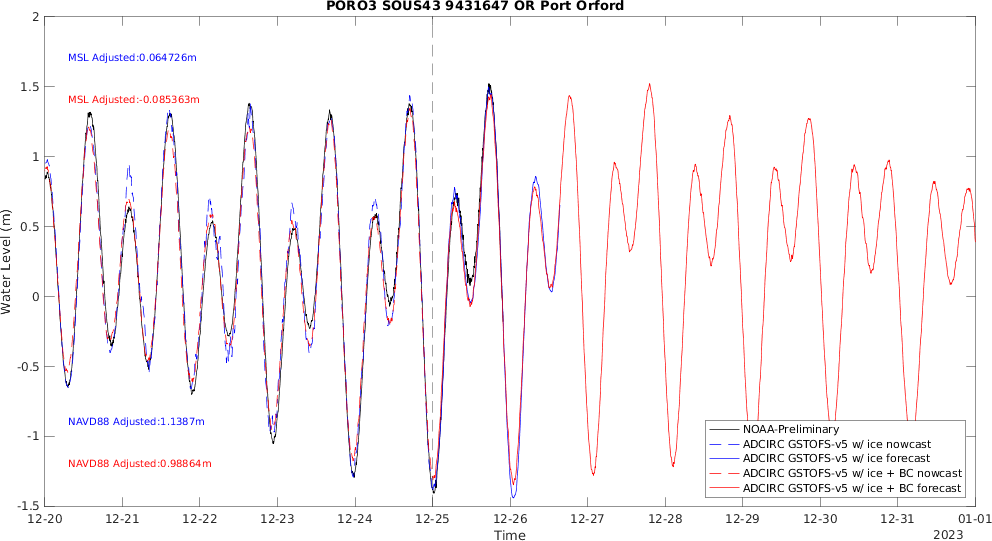 PORO3 SOUS43 9431647 OR Port Orford
MSL Adjusted:0.064726m
MSL Adjusted:-0.085363m
NAVD88 Adjusted:1.1387m
NAVD88 Adjusted:0.98864m
Water Level (m)
2
1.5
1
0.5
0
-0.5
-1
-1.5
NOAA-Preliminary
ADCIRC GSTOFS-v5 w/ ice nowcast
ADCIRC GSTOFS-v5 w/ ice forecast
ADCIRC GSTOFS-v5 w/ ice + BC nowcast
ADCIRC GSTOFS-v5 w/ ice + BC forecast
12-20 12-21 12-22 12-23 12-24 12-25 12-26 12-27 12-28 12-29 12-30 12-31 01-01
Time
2023